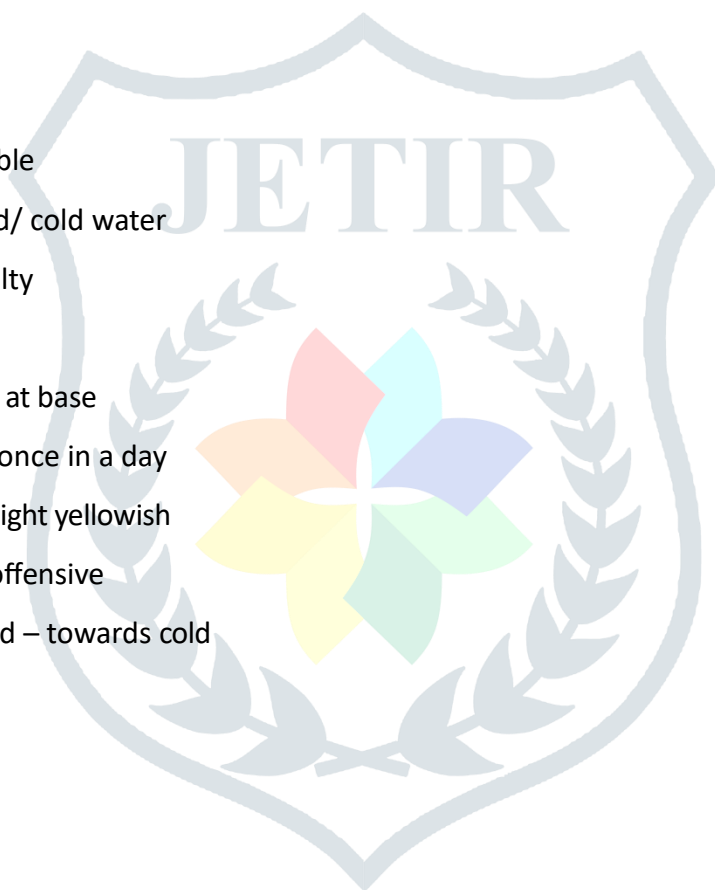 JETIR
ble
d/ cold water
lty
at base
once in a day
ight yellowish
offensive
d – towards cold